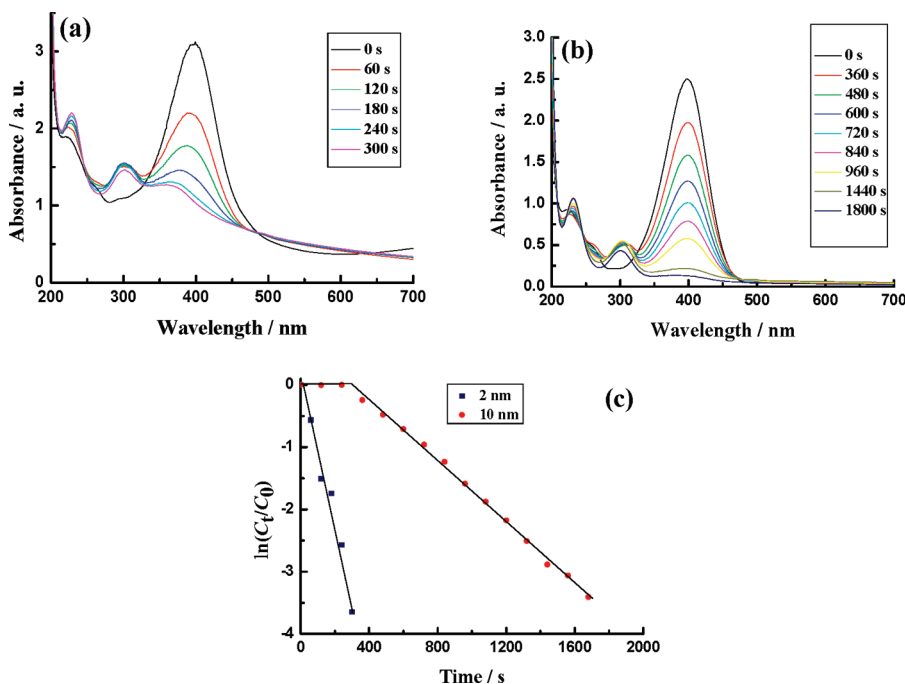 (a)
0 s
60 s
120 s
180 s
240 s
300 s
3
2
1
0
Absorbance / a. u.
200 300 400 500 600 700
Wavelength / nm
(b)
0 s
360 s
480 s
600 s
720 s
840 s
960 s
1440 s
1800 s
3.0
2.5
2.0
1.5
1.0
0.5
0.0
Absorbance / a. u.
200 300 400 500 600 700
Wavelength / nm
(c)
2 nm
10 nm
0
-1
-2
-3
-4
ln(Ct/C0)
0 400 800 1200 1600 2000
Time / s